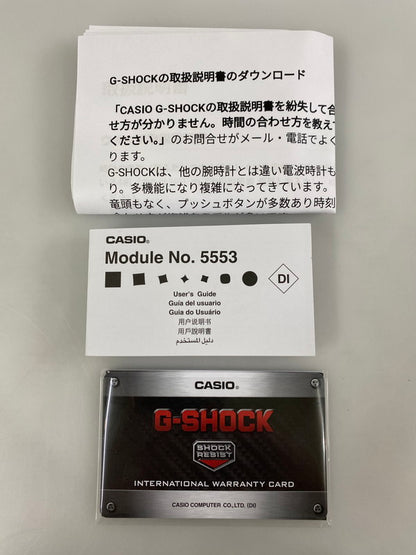 G-SHOCKの取扱説明書のダウンロード
「CASIO G-SHOCKの取扱説明書を紛失して合
せ方が分かりません。時間の合わせ方を教えて
ください。」のお問合せがメール・電話でよく
ります。
G-SHOCKは、他の腕時計とは違い電波時計も
り。多機能になり複雑になってきています。
竜頭もなく、プッシュボタンが多数あり時刻
CASIO®
Module No. 5553
DI
User's Guide
Guía del usuario
Guia do Usuário
用户说明书
用戶說明書
دليل المستخدم
CASIO®
G-SHOCK
SHOCK
RESIST
INTERNATIONAL WARRANTY CARD
CASIO COMPUTER CO.,LTD. (DI)